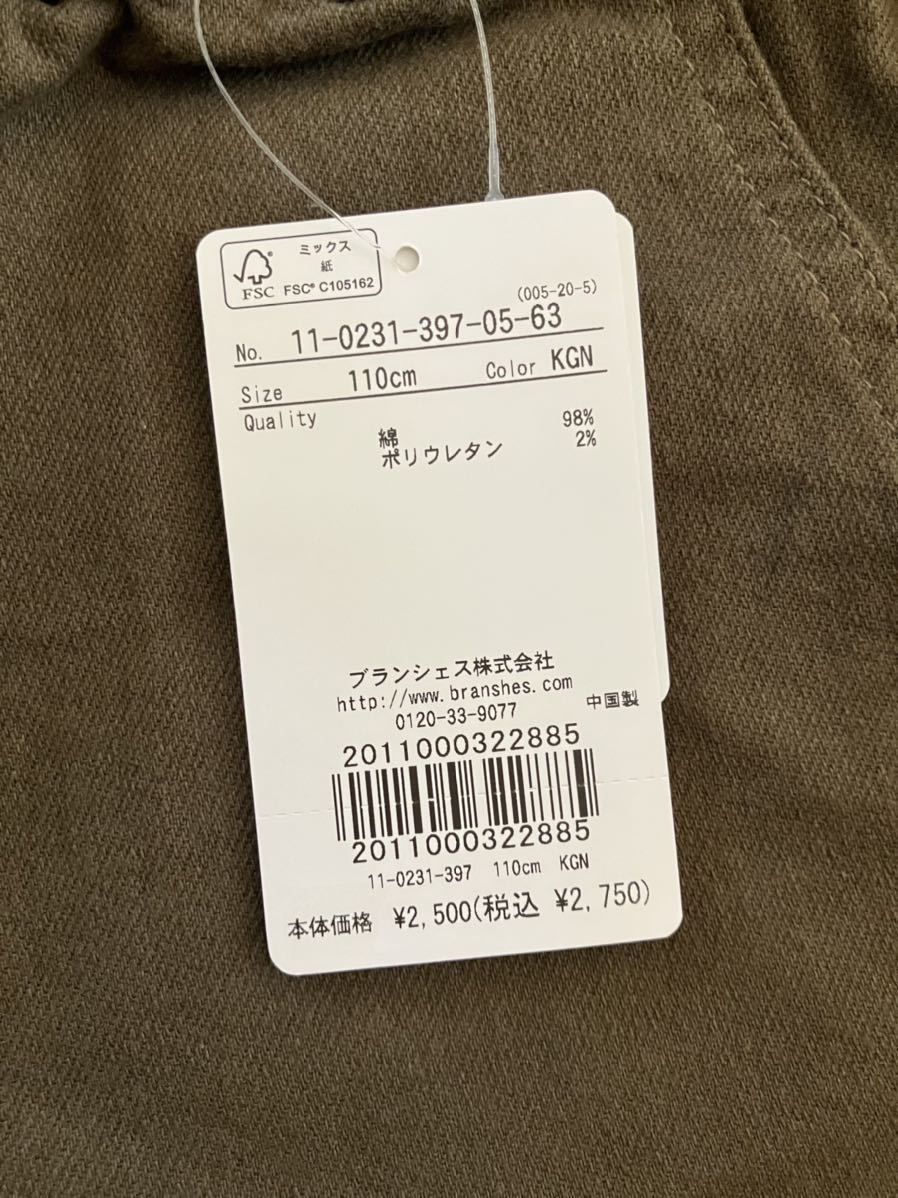 ミックス
紙
FSC® C105162
FSC
(005-20-5)
No. 11-0231-397-05-63
Size 110cm Color KGN
Quality
綿 98%
ポリウレタン 2%
ブランシェス株式会社
http://www.branshes.com
0120-33-9077 中国製
2011000322885
2011000322885
11-0231-397 110cm KGN
本体価格 ¥2,500(税込 ¥2,750)